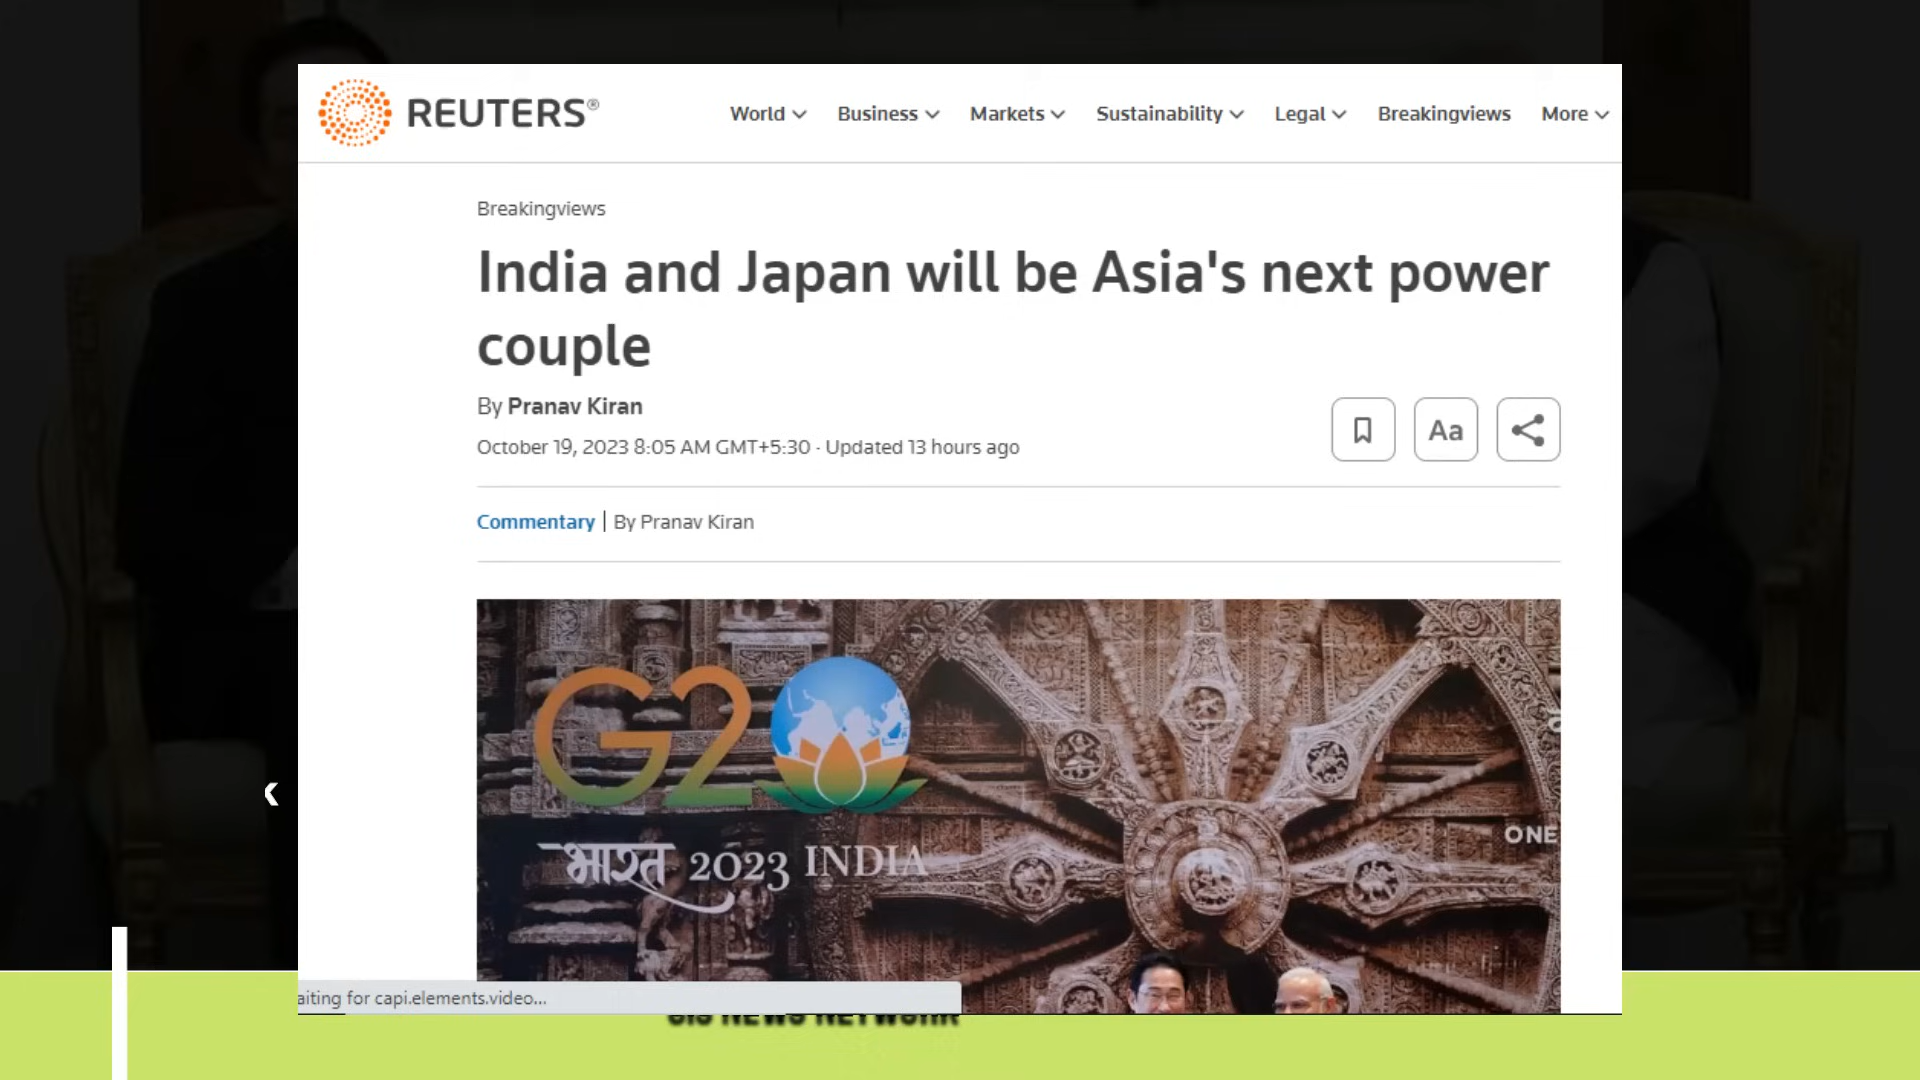 REUTERS®
World Business Markets Sustainability Legal Breakingviews More
Breakingviews
India and Japan will be Asia's next power
couple
By Pranav Kiran
October 19, 2023 8:05 AM GMT+5:30 · Updated 13 hours ago
Aa
Commentary | By Pranav Kiran
G20
भारत 2023 INDIA
ONE
aiting for capi.elements.video...
NEWS NETWORK